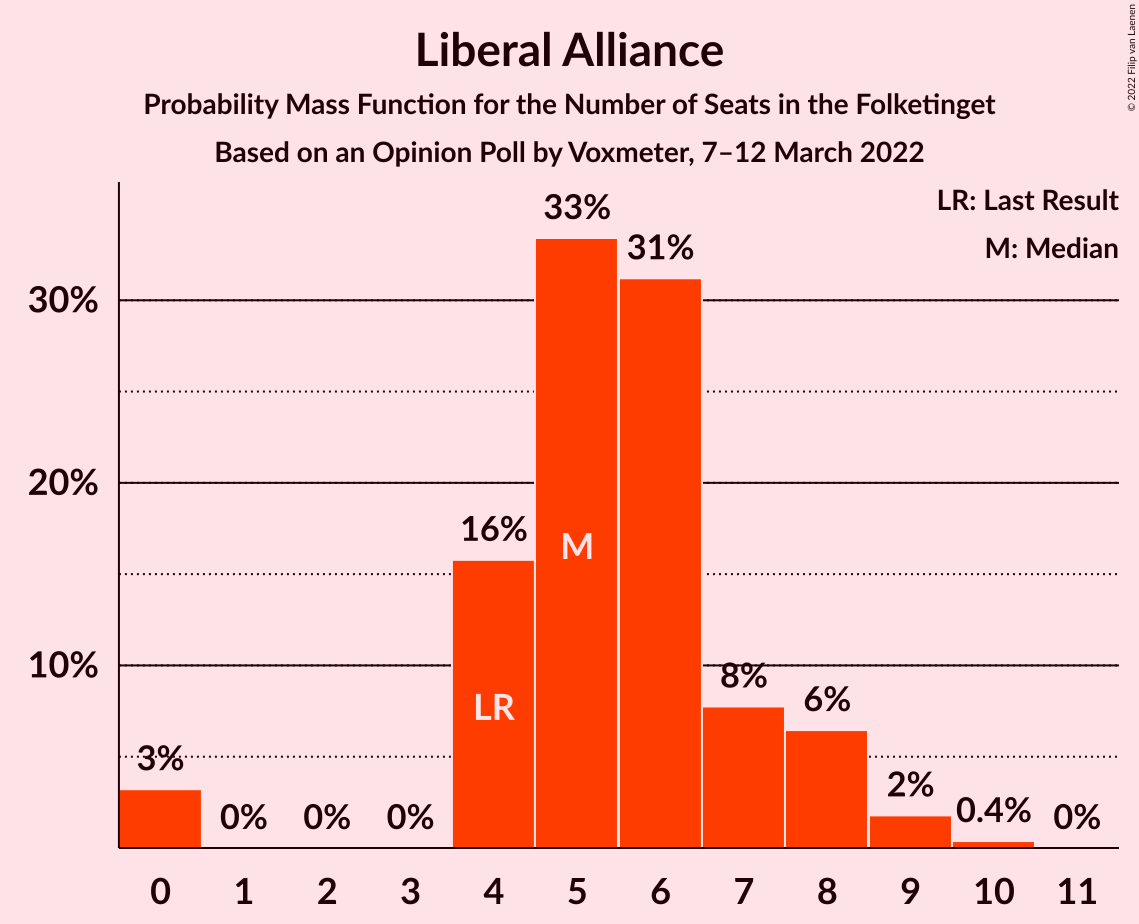 Liberal Alliance
Probability Mass Function for the Number of Seats in the Folketinget
Based on an Opinion Poll by Voxmeter, 7–12 March 2022
© 2022 Filip van Laenen
LR: Last Result
M: Median
33%
31%
30%
20%
16%
M
10%
8%
6%
LR
3%
2%
0%
0%
0%
0.4%
0%
0 1 2 3 4 5 6 7 8 9 10 11